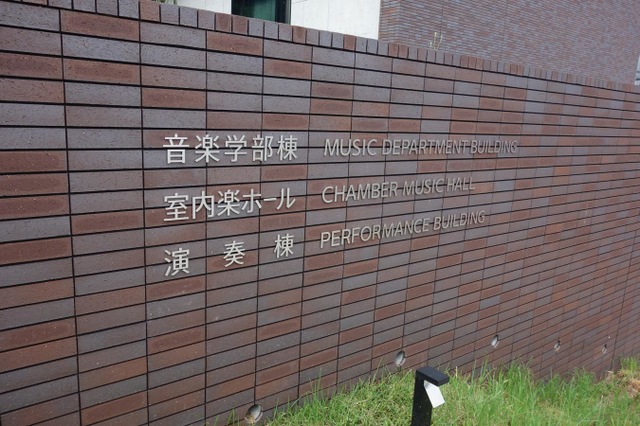 音楽学部棟 MUSIC DEPARTMENT BUILDING
室内楽ホール CHAMBER MUSIC HALL
演奏棟 PERFORMANCE BUILDING